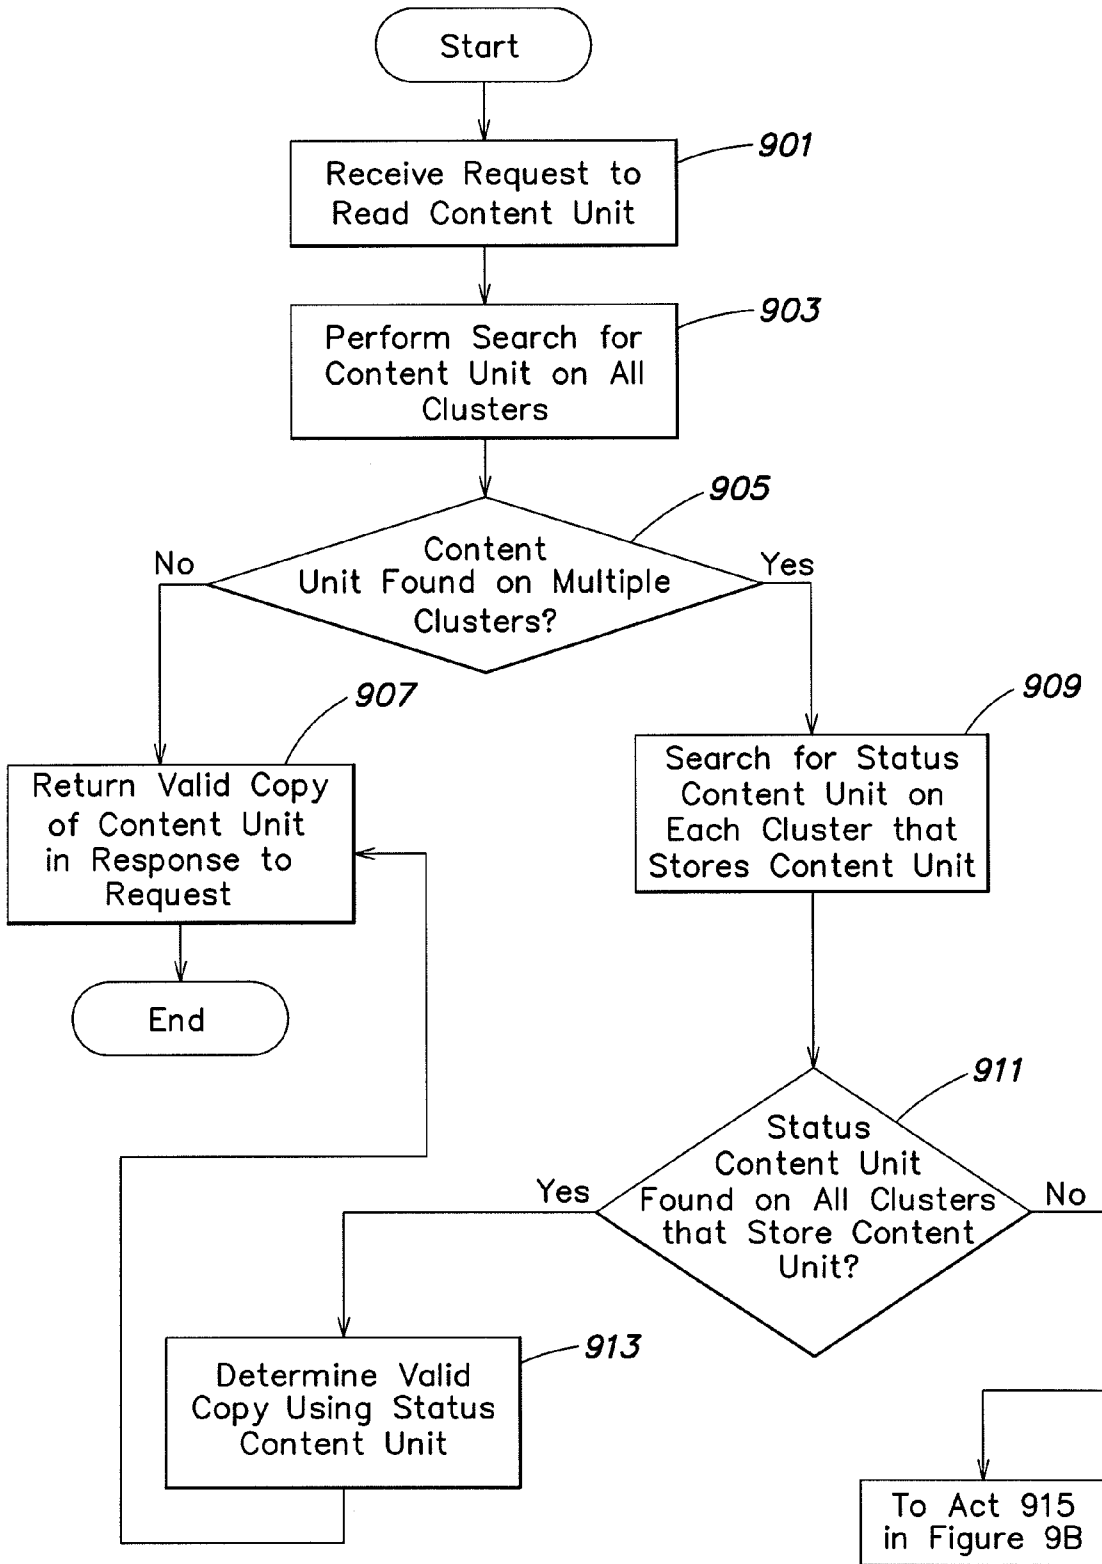 Start
901
Receive Request to
Read Content Unit
903
Perform Search for
Content Unit on All
Clusters
905
Content
Unit Found on Multiple
Clusters?
No
Yes
907
Return Valid Copy
of Content Unit
in Response to
Request
End
909
Search for Status
Content Unit on
Each Cluster that
Stores Content Unit
911
Status
Content Unit
Found on All Clusters
that Store Content
Unit?
Yes
No
913
Determine Valid
Copy Using Status
Content Unit
To Act 915
in Figure 9B